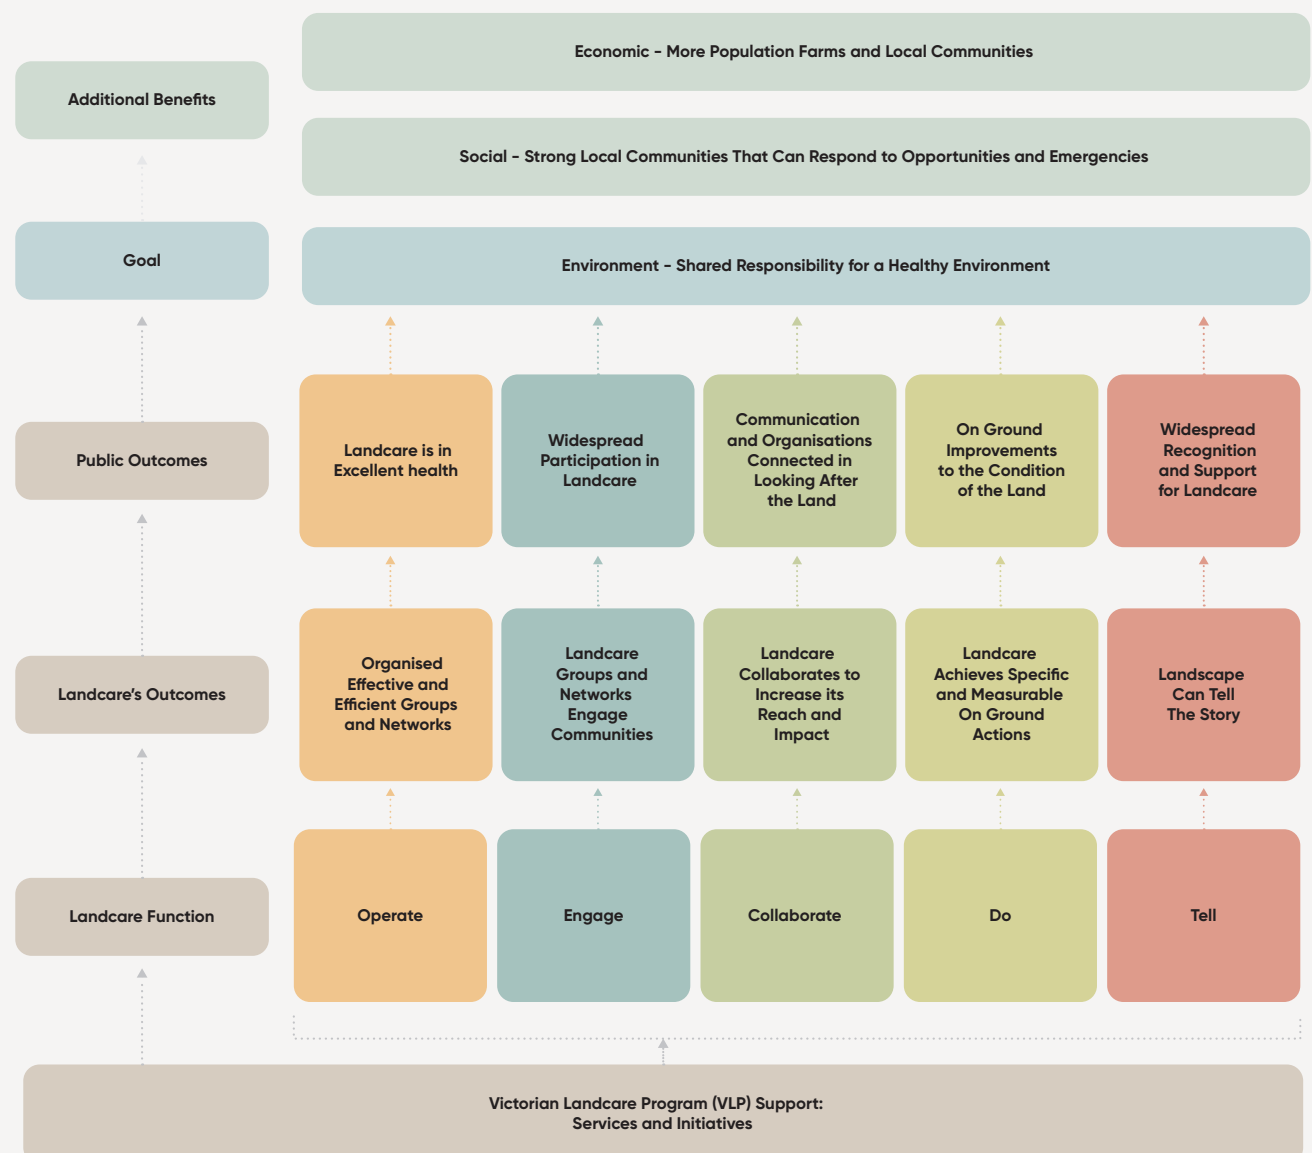 Additional Benefits
Economic - More Population Farms and Local Communities
Social - Strong Local Communities That Can Respond to Opportunities and Emergencies
Goal
Environment - Shared Responsibility for a Healthy Environment
Public Outcomes
Landcare is in
Excellent health
Widespread
Participation in
Landcare
Communication
and Organisations
Connected in
Looking After
the Land
On Ground
Improvements
to the Condition
of the Land
Widespread
Recognition
and Support
for Landcare
Landcare's Outcomes
Organised
Effective and
Efficient Groups
and Networks
Landcare
Groups and
Networks
Engage
Communities
Landcare
Collaborates to
Increase its
Reach and
Impact
Landcare
Achieves Specific
and Measurable
On Ground
Actions
Landscape
Can Tell
The Story
Landcare Function
Operate
Engage
Collaborate
Do
Tell
Victorian Landcare Program (VLP) Support:
Services and Initiatives